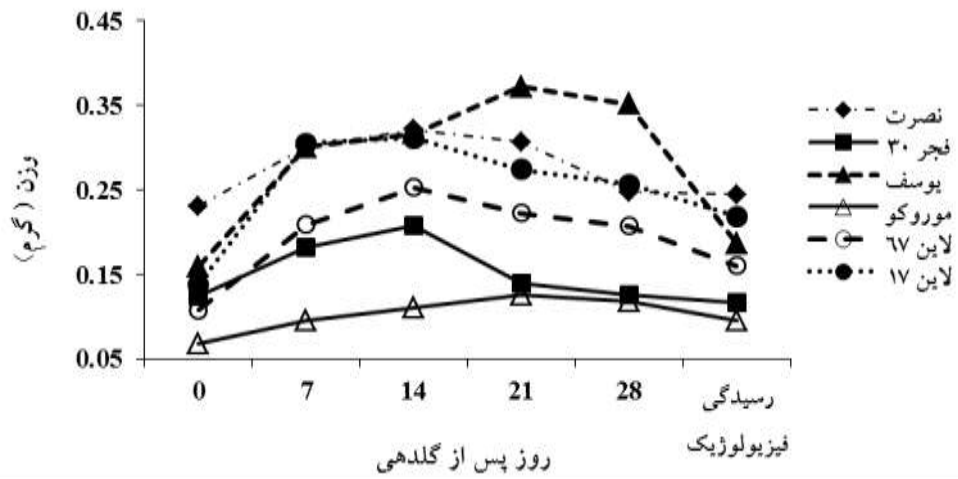 0.45
0.35
0.25
0.15
0.05
وزن (گرم)
0 7 14 21 28 رسیدگی
فیزیولوژیک
روز پس از گلدهی
نصرت
فجر ۳۰
یوسف
موروکو
لاین ٦٧
لاین ۱۷